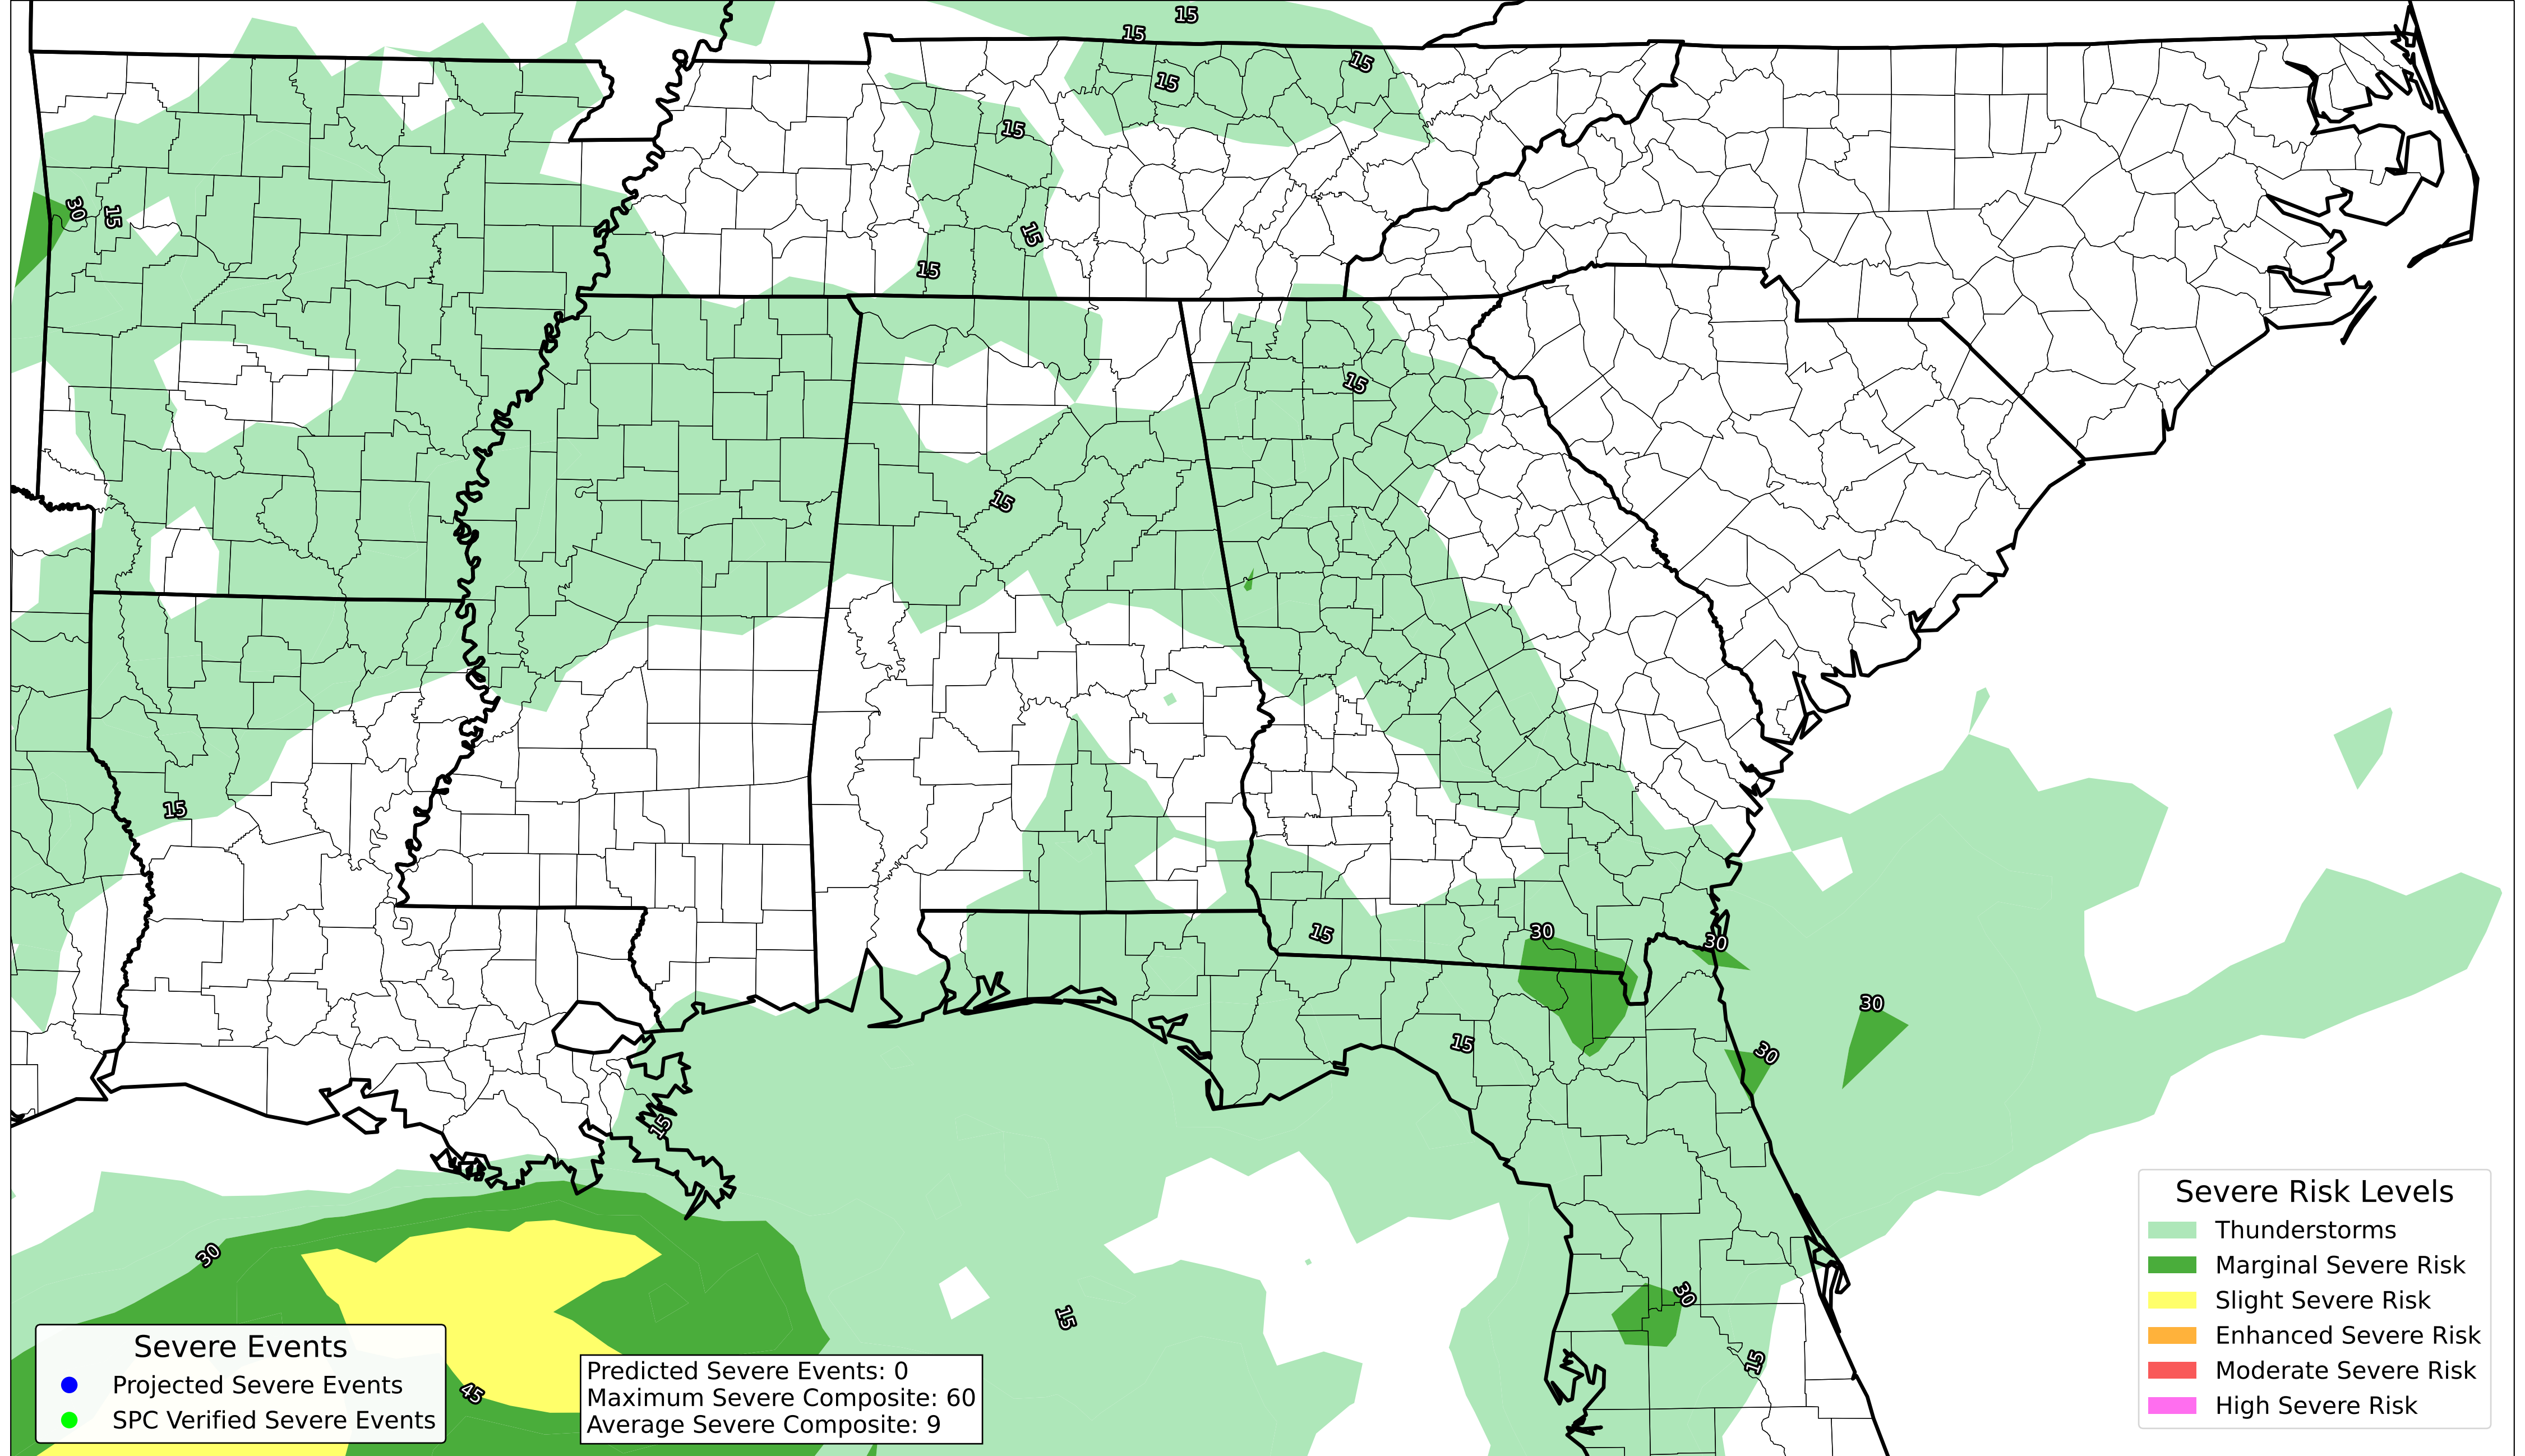 15
15
15
15
15
30
15
15
15
15
15
15
30
15
30
30
15
30
15
30
30
15
15
45
Severe Risk Levels
Thunderstorms
Marginal Severe Risk
Slight Severe Risk
Enhanced Severe Risk
Moderate Severe Risk
High Severe Risk
Severe Events
Projected Severe Events
SPC Verified Severe Events
Predicted Severe Events: 0
Maximum Severe Composite: 60
Average Severe Composite: 9